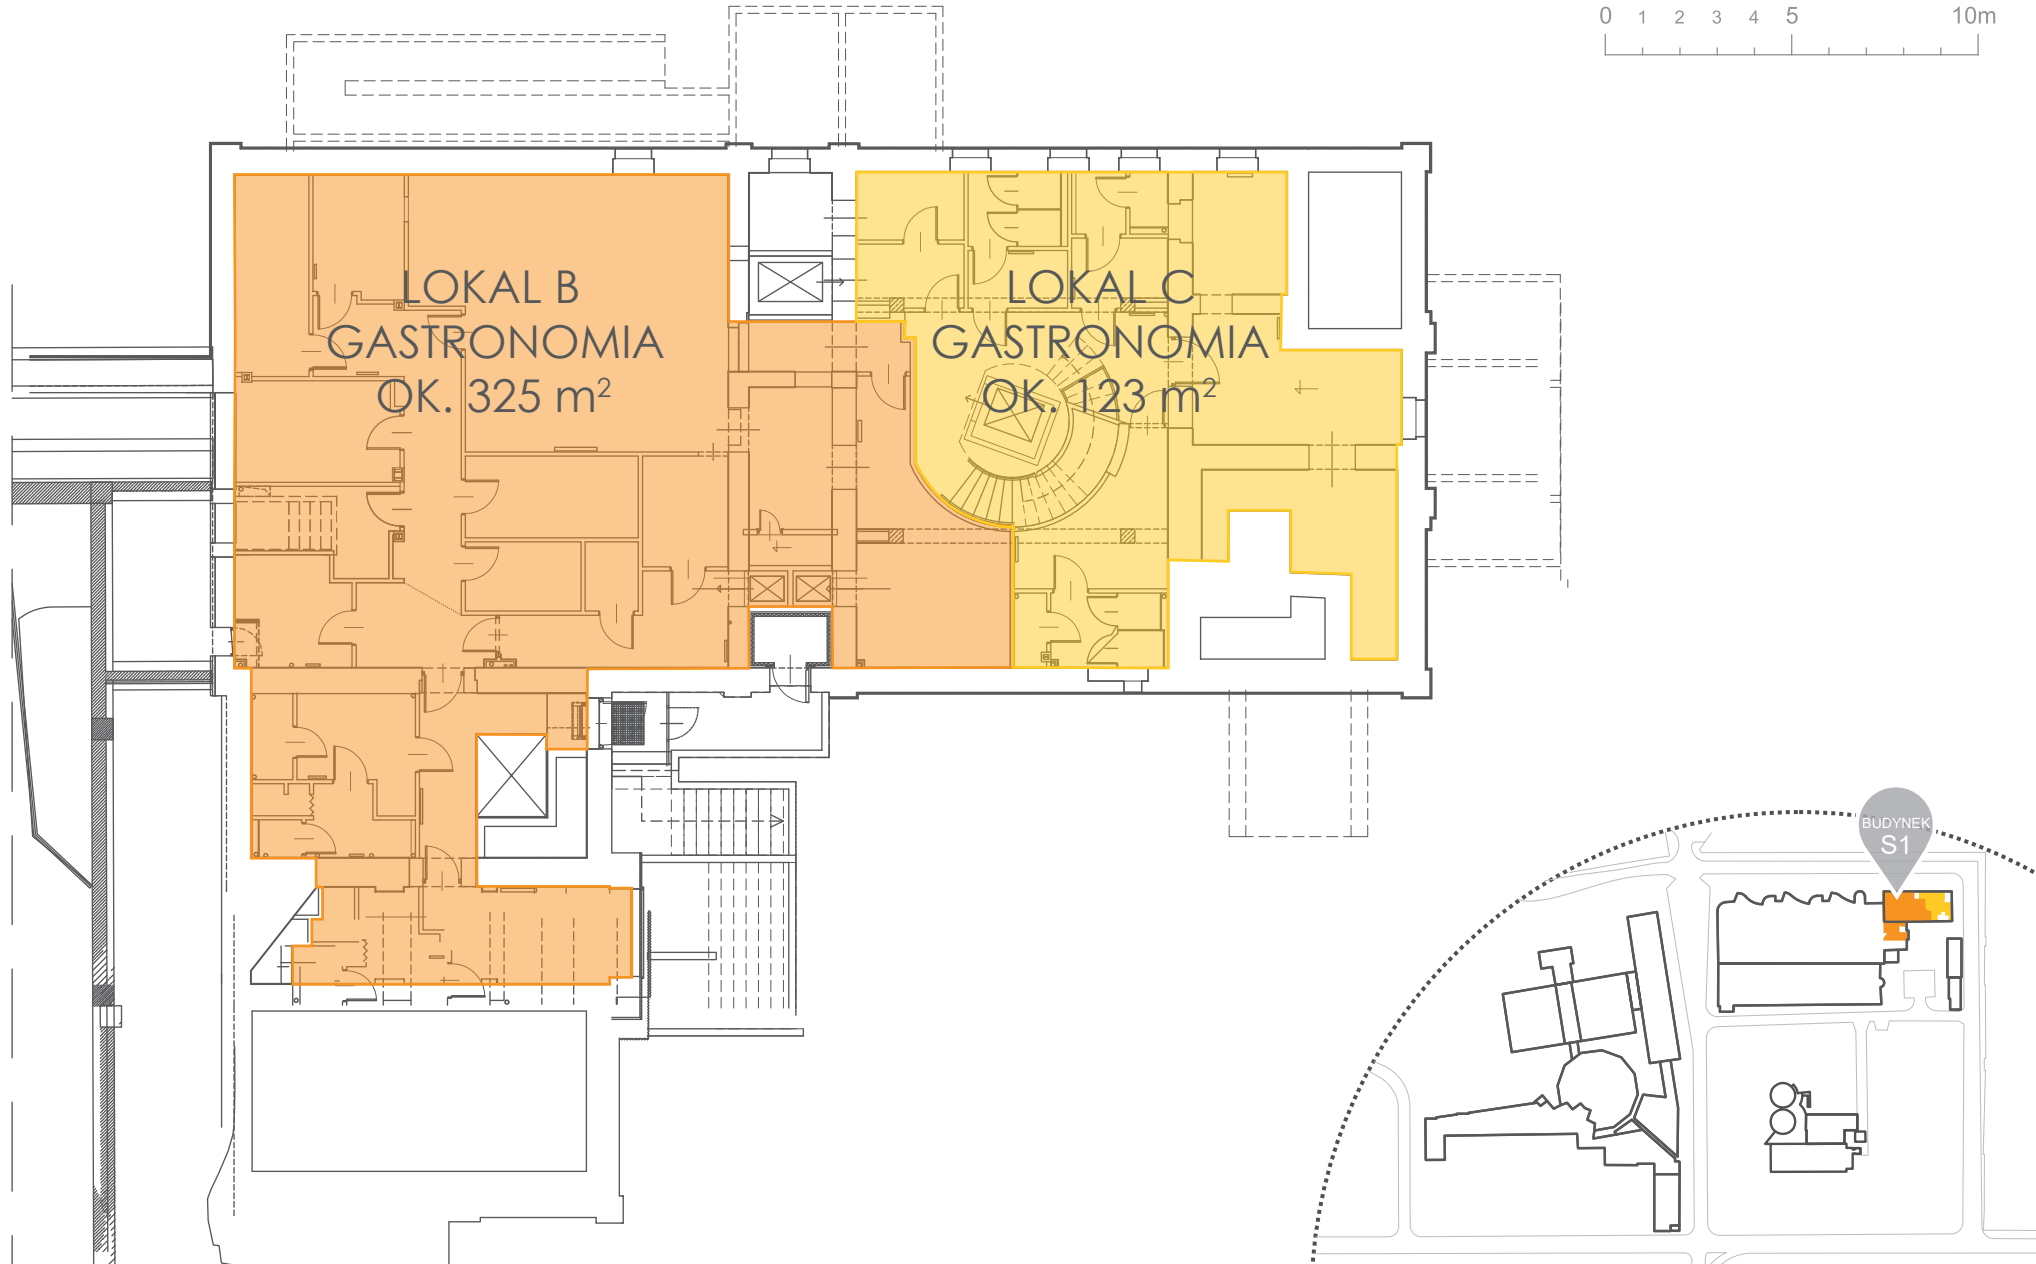 0 1 2 3 4 5 10m
LOKAL B
GASTRONOMIA
OK. 325 m²
LOKAL C
GASTRONOMIA
OK. 123 m²
BUDYNEK
S1